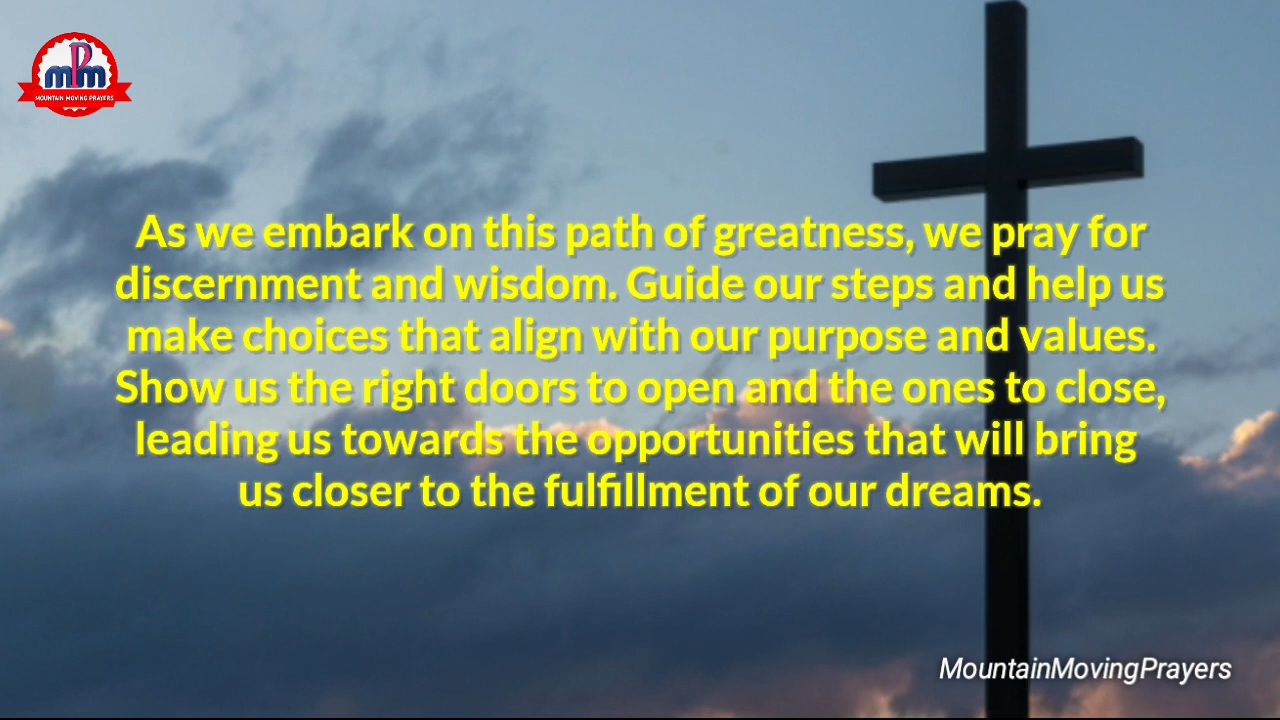 mPm
MOUNTAIN MOVING PRAYERS
As we embark on this path of greatness, we pray for
discernment and wisdom. Guide our steps and help us
make choices that align with our purpose and values.
Show us the right doors to open and the ones to close,
leading us towards the opportunities that will bring
us closer to the fulfillment of our dreams.
MountainMovingPrayers